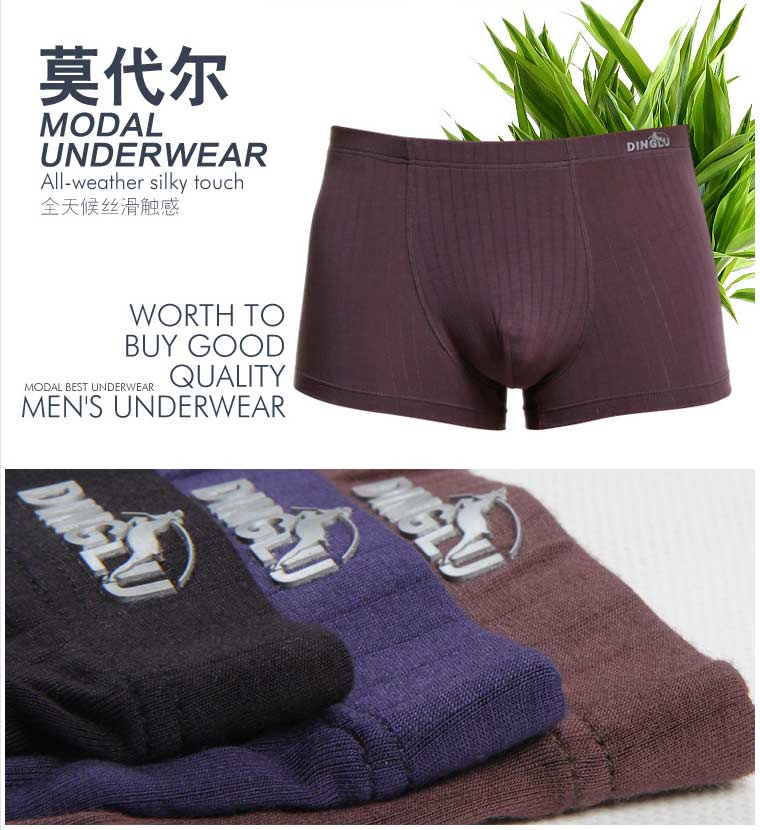 莫代尔
MODAL
UNDERWEAR
All-weather silky touch
全天候丝滑触感
DINGLU
WORTH TO
BUY GOOD
QUALITY
MODAL BEST UNDERWEAR
MEN'S UNDERWEAR
DINGLU
DINGLU
DINGLU